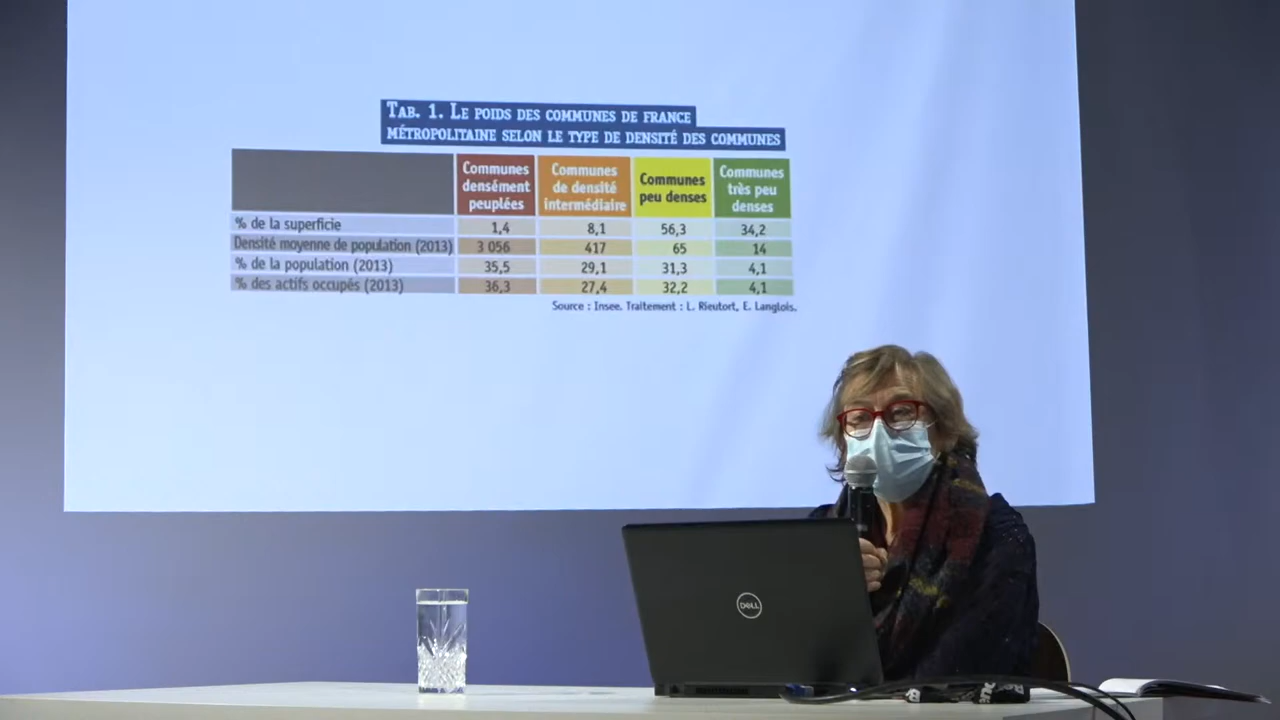 TAB. 1. LE POIDS DES COMMUNES DE FRANCE
MÉTROPOLITAINE SELON LE TYPE DE DENSITÉ DES COMMUNES
Communes densément peuplées
Communes de densité intermédiaire
Communes peu denses
Communes très peu denses
% de la superficie 1,4 8,1 56,3 34,2
Densité moyenne de population (2013) 3 056 417 65 14
% de la population (2013) 35,5 29,1 31,3 4,1
% des actifs occupés (2013) 36,3 27,4 32,2 4,1
Source : Insee. Traitement : L. Rieutort, E. Langlois.
DELL